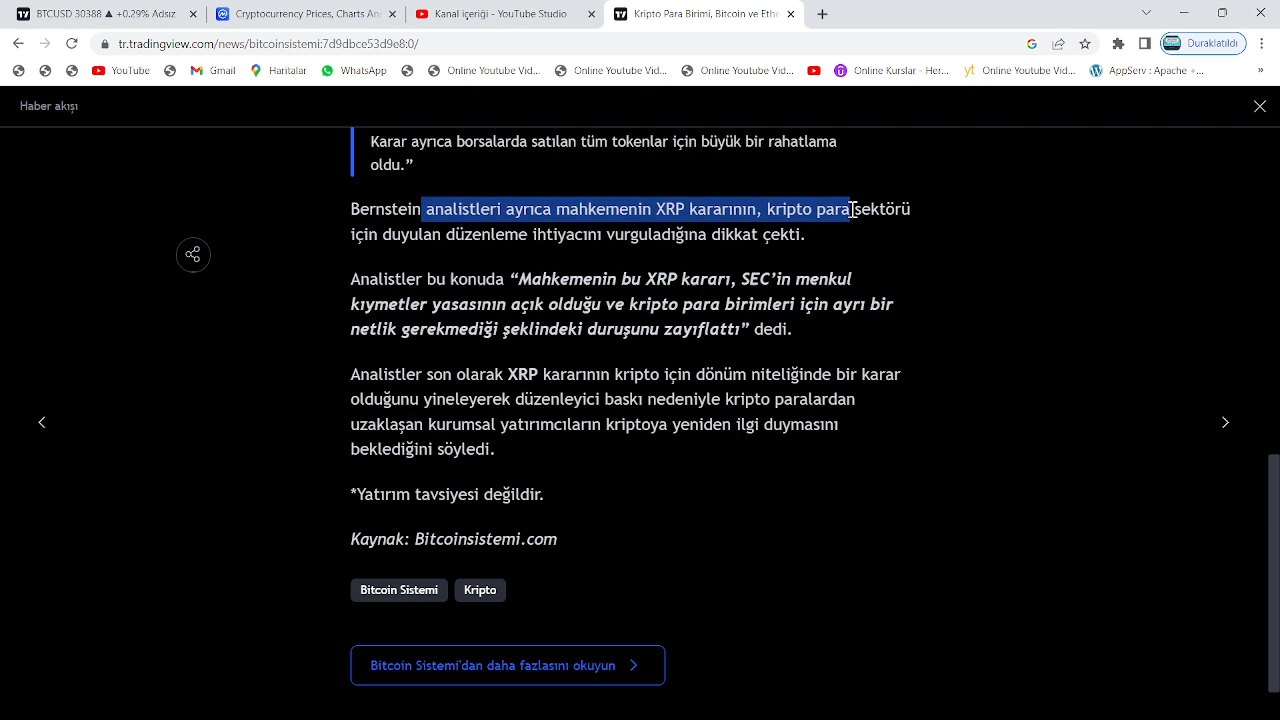 BTCUSD 30388 ▲ +0.29% Adsız
Cryptocurrency Prices, Charts An
Kanal içeriği - YouTube Studio
Kripto Para Birimi, Bitcoin ve Ethe
tr.tradingview.com/news/bitcoinsistemi:7d9dbce53d9e8:0/
Duraklatıldı
YouTube
Gmail
Haritalar
WhatsApp
Online Youtube Vid...
Online Youtube Vid...
Online Youtube Vid...
Online Kurslar - Her...
Online Youtube Vid...
AppServ : Apache +...
Haber akışı
Karar ayrıca borsalarda satılan tüm tokenlar için büyük bir rahatlama
oldu.”
Bernstein analistleri ayrıca mahkemenin XRP kararının, kripto para sektörü
için duyulan düzenleme ihtiyacını vurguladığına dikkat çekti.
Analistler bu konuda “Mahkemenin bu XRP kararı, SEC’in menkul
kıymetler yasasının açık olduğu ve kripto para birimleri için ayrı bir
netlik gerekmediği şeklindeki duruşunu zayıflattı” dedi.
Analistler son olarak XRP kararının kripto için dönüm niteliğinde bir karar
olduğunu yineleyerek düzenleyici baskı nedeniyle kripto paralardan
uzaklaşan kurumsal yatırımcıların kriptoya yeniden ilgi duymasını
beklediğini söyledi.
*Yatırım tavsiyesi değildir.
Kaynak: Bitcoinsistemi.com
Bitcoin Sistemi
Kripto
Bitcoin Sistemi'dan daha fazlasını okuyun